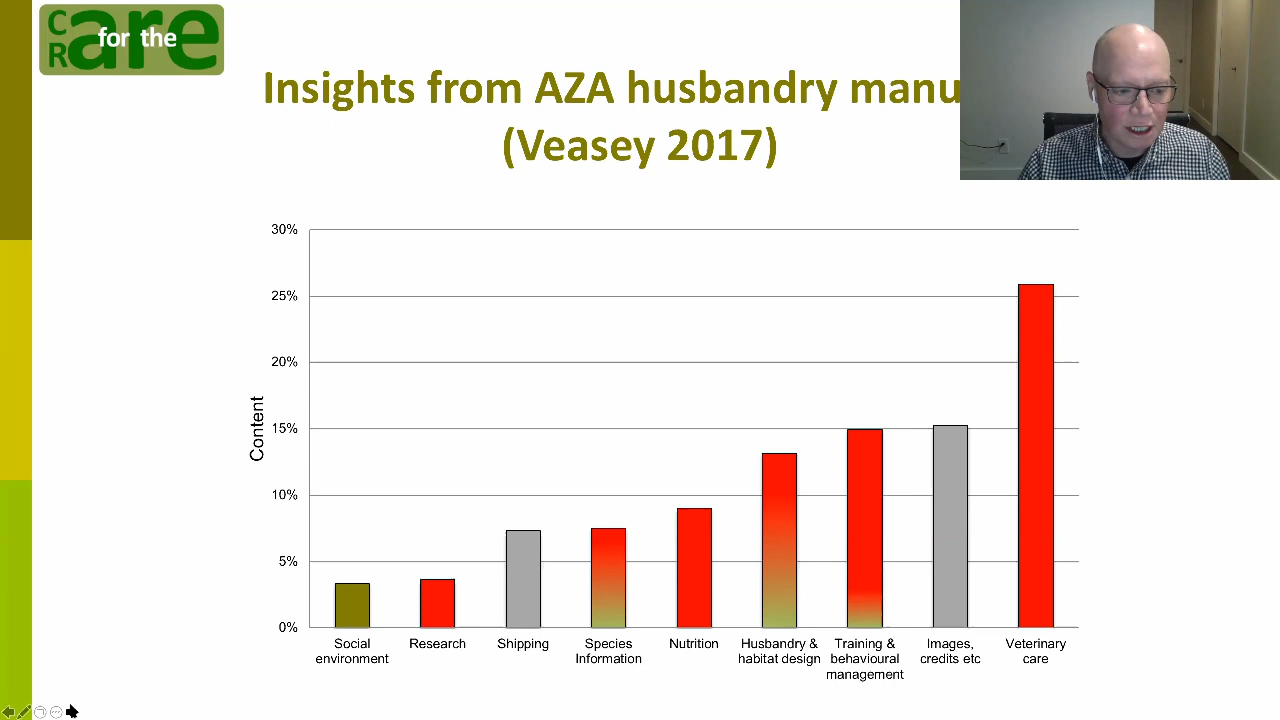 C
R
are
for the
Insights from AZA husbandry manu
(Veasey 2017)
30%
25%
20%
15%
10%
5%
0%
Content
Social
environment
Research
Shipping
Species
Information
Nutrition
Husbandry &
habitat design
Training &
behavioural
management
Images,
credits etc
Veterinary
care